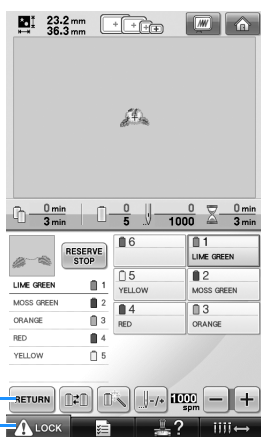 23.2 mm
36.3 mm
0 min
3 min
0
5
0
1000
0 min
3 min
RESERVE STOP
LIME GREEN 1
MOSS GREEN 2
ORANGE 3
RED 4
YELLOW 5
6
1
LIME GREEN
5
YELLOW
2
MOSS GREEN
4
RED
3
ORANGE
RETURN
-/+
1000
spm
− +
LOCK
?